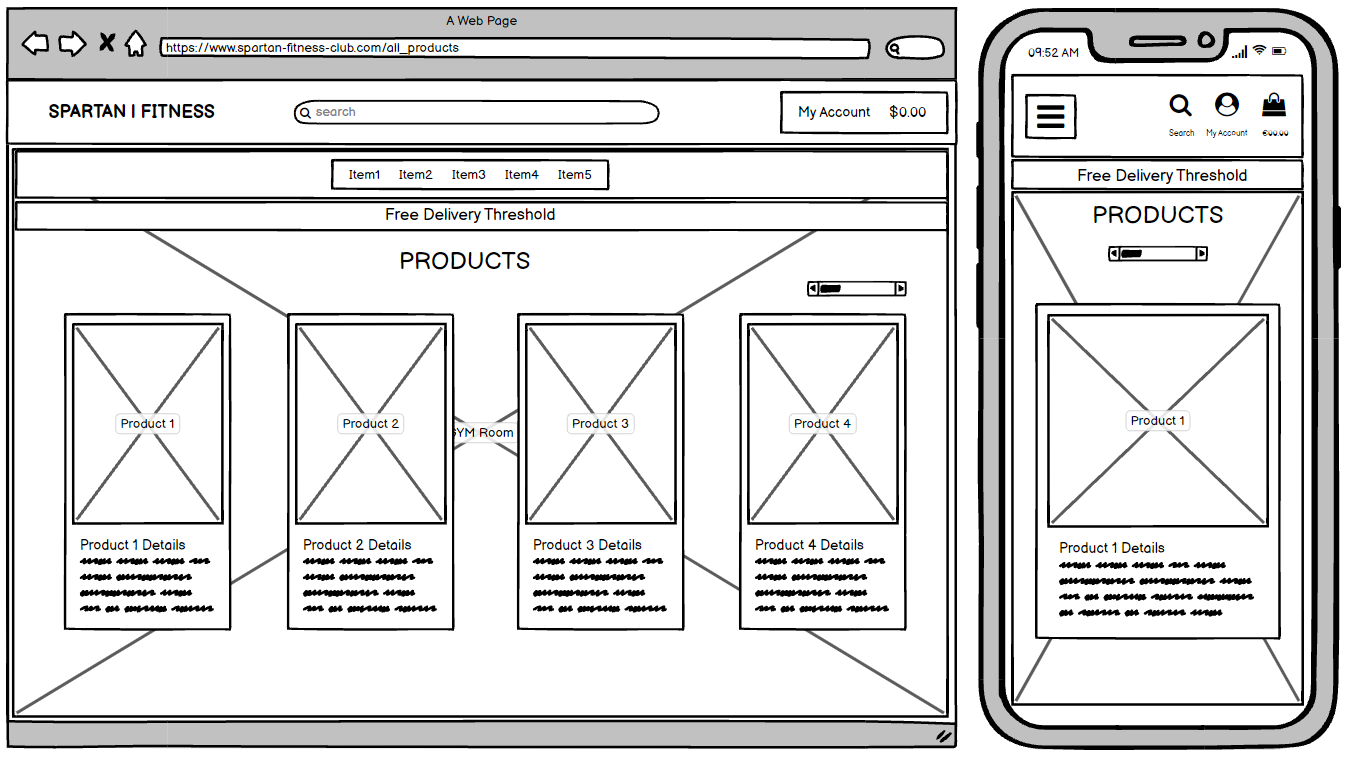 A Web Page
https://www.spartan-fitness-club.com/all_products
SPARTAN | FITNESS
search
My Account $0.00
Item1 Item2 Item3 Item4 Item5
Free Delivery Threshold
PRODUCTS
Product 1
Product 2
GYM Room
Product 3
Product 4
Product 1 Details
Product 2 Details
Product 3 Details
Product 4 Details
09:52 AM
Search My Account €00.00
Free Delivery Threshold
PRODUCTS
Product 1
Product 1 Details